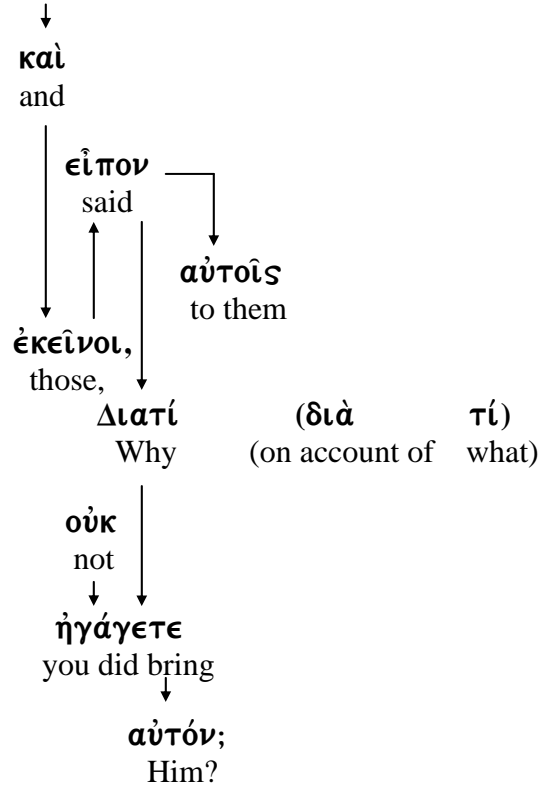 καὶ
and
εἶπον
said
αὐτοῖς
to them
ἐκεῖνοι,
those,
Διατί (διὰ τί)
Why (on account of what)
οὐκ
not
ἠγάγετε
you did bring
αὐτόν;
Him?